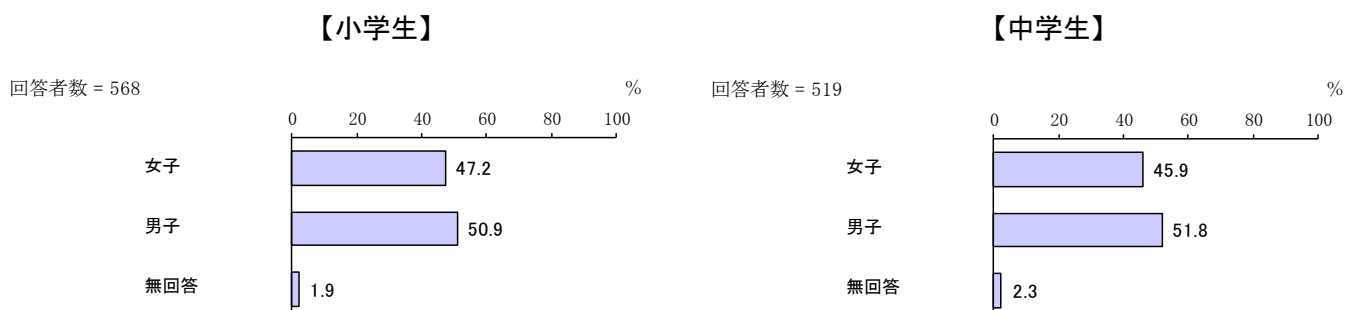 【小学生】
回答者数 = 568
%
0 20 40 60 80 100
女子 47.2
男子 50.9
無回答 1.9
【中学生】
回答者数 = 519
%
0 20 40 60 80 100
女子 45.9
男子 51.8
無回答 2.3